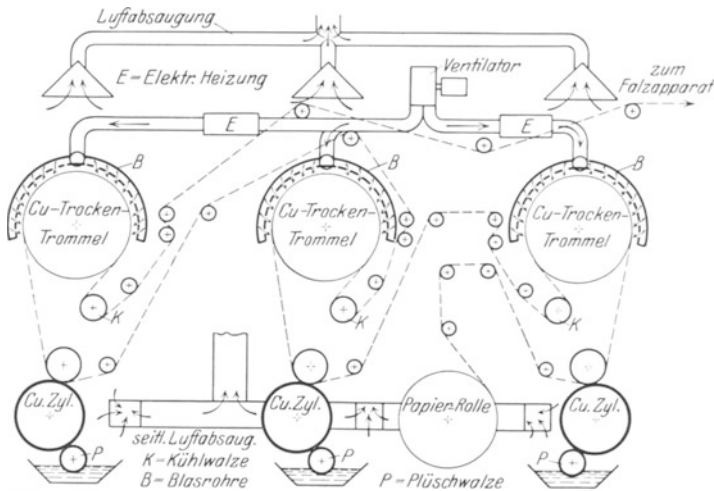 Luftabsaugung
E = Elektr. Heizung
Ventilator
zum
Falzapparat
E
E
B
B
Cu-Trocken-
Trommel
Cu-Trocken-
Trommel
Cu-Trocken-
Trommel
K
K
K
Cu. Zyl.
Cu. Zyl.
Papier-Rolle
Cu. Zyl.
seitl. Luftabsaug.
K = Kühlwalze
B = Blasrohre
P
P
P = Plüschwalze
P